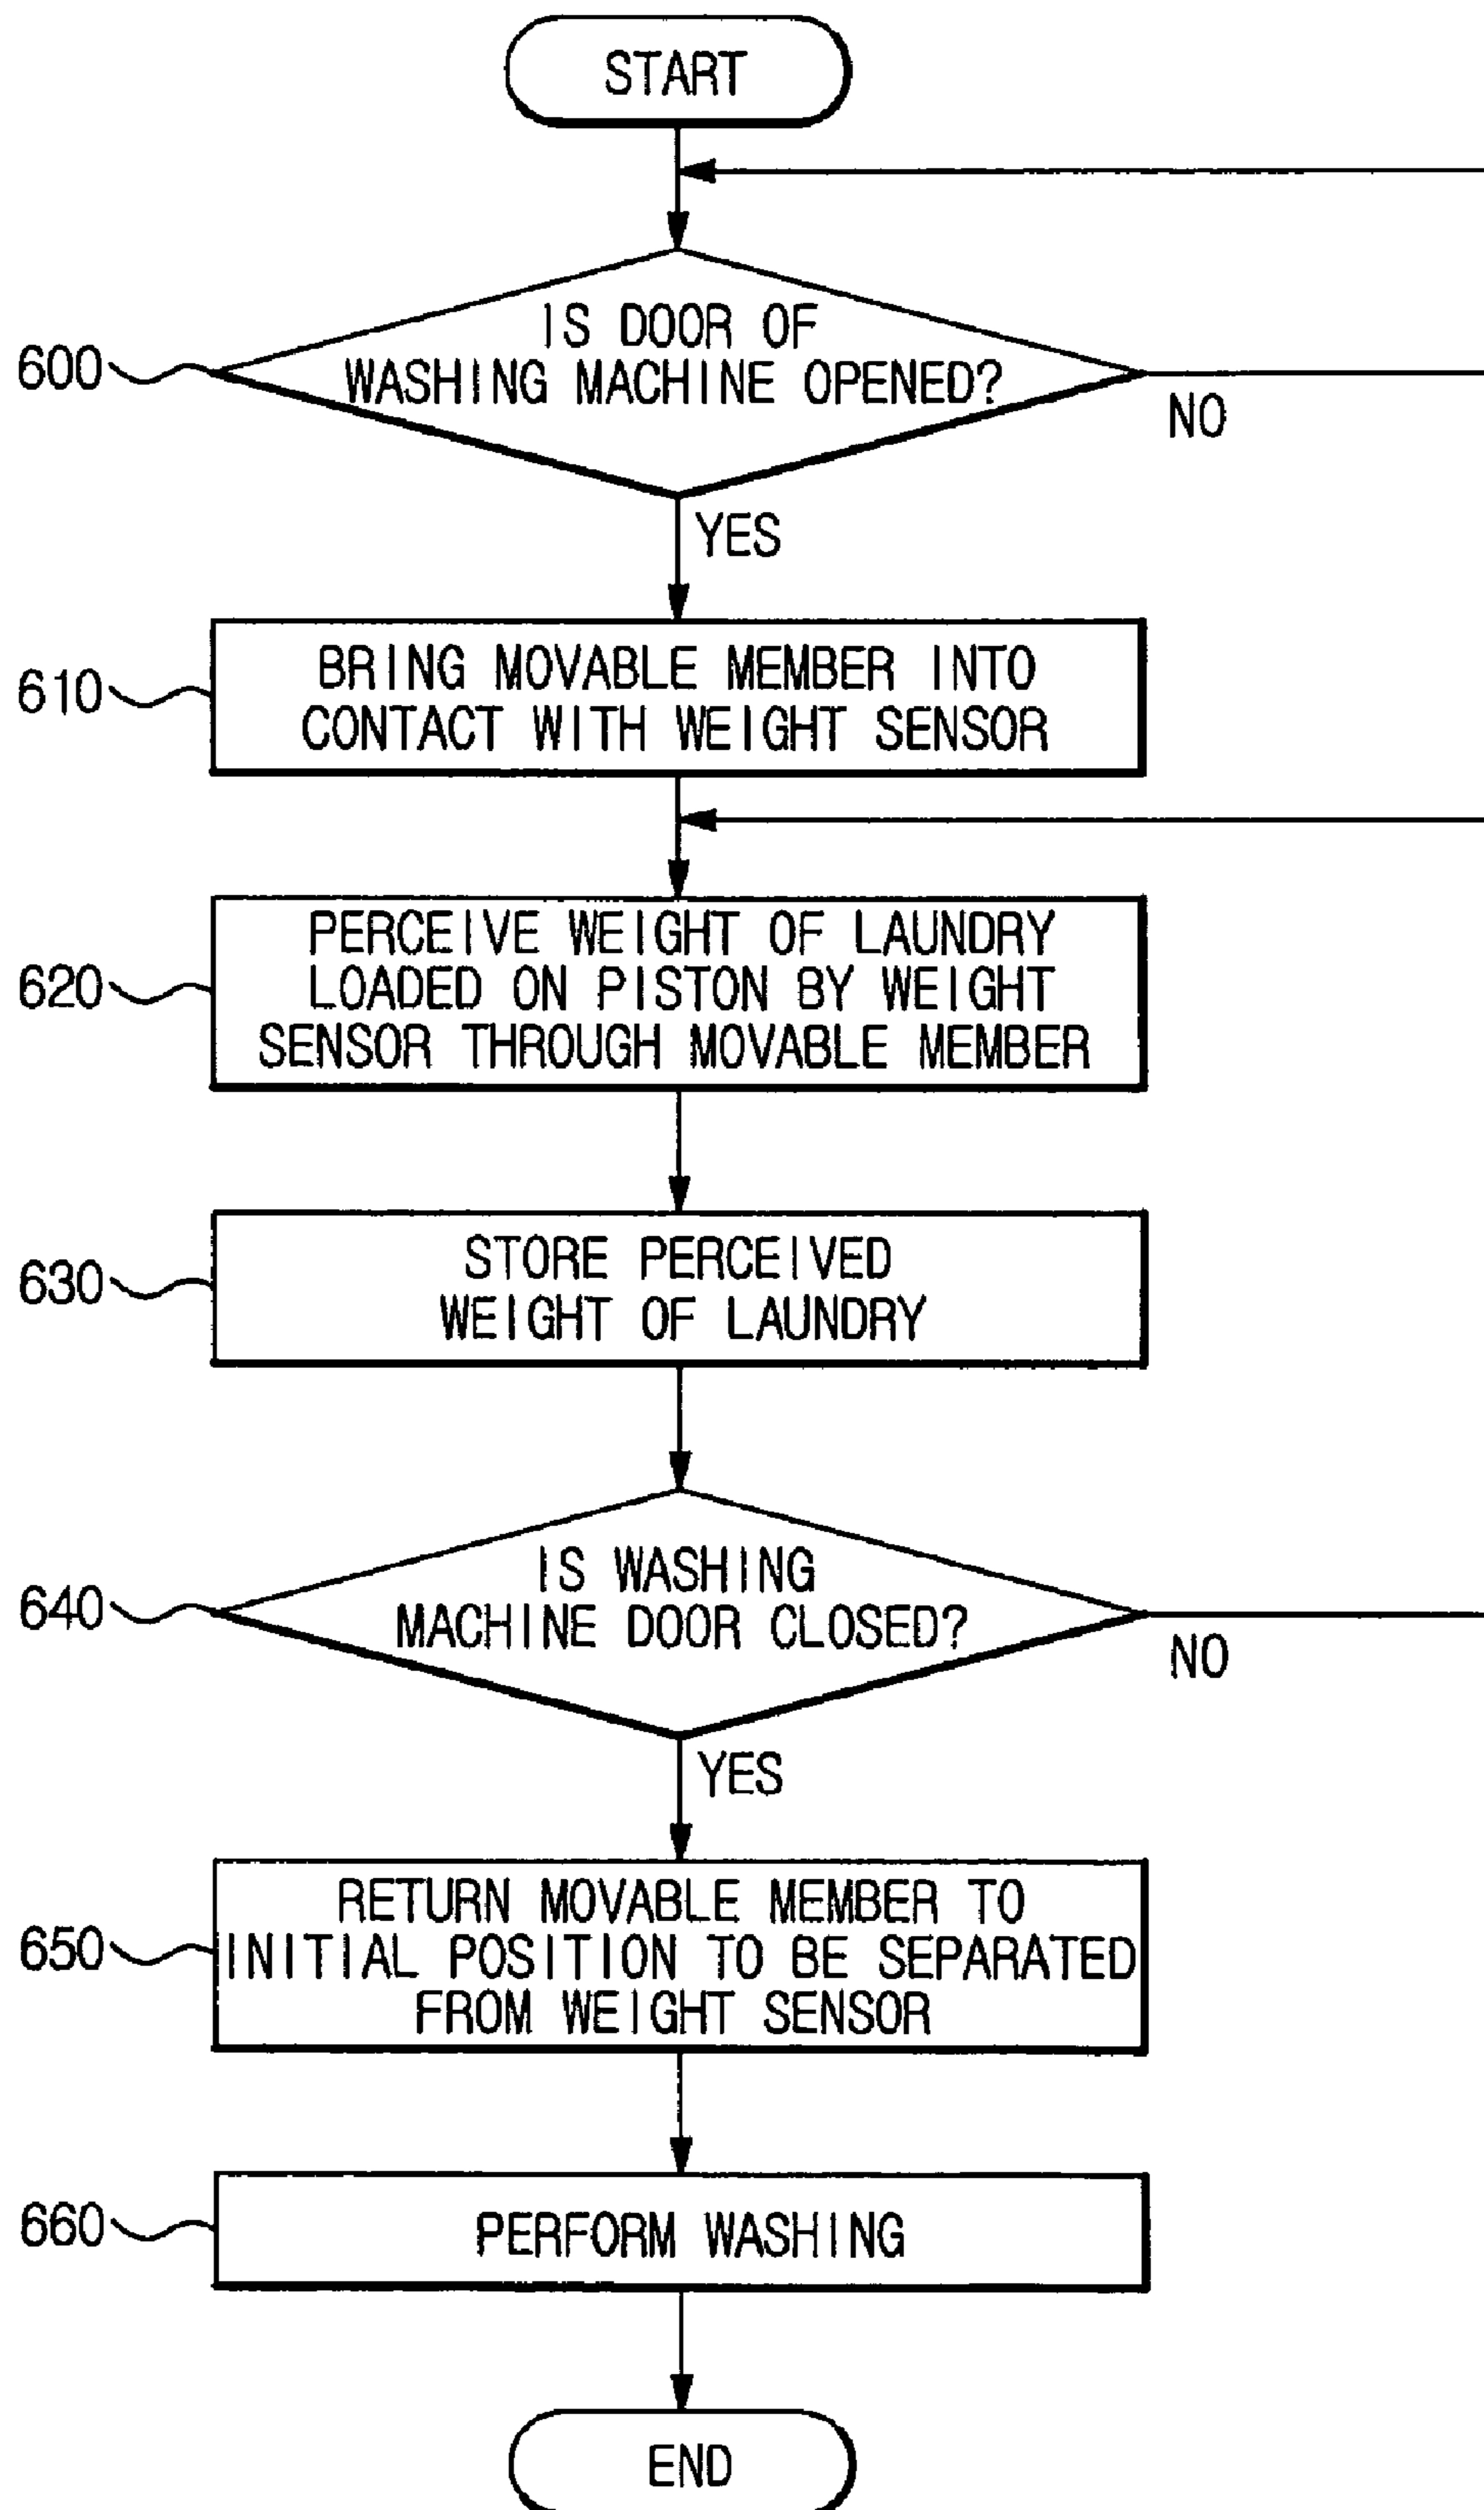 START
600
IS DOOR OF
WASHING MACHINE OPENED?
NO
YES
610
BRING MOVABLE MEMBER INTO
CONTACT WITH WEIGHT SENSOR
620
PERCEIVE WEIGHT OF LAUNDRY
LOADED ON PISTON BY WEIGHT
SENSOR THROUGH MOVABLE MEMBER
630
STORE PERCEIVED
WEIGHT OF LAUNDRY
640
IS WASHING
MACHINE DOOR CLOSED?
NO
YES
650
RETURN MOVABLE MEMBER TO
INITIAL POSITION TO BE SEPARATED
FROM WEIGHT SENSOR
660
PERFORM WASHING
END